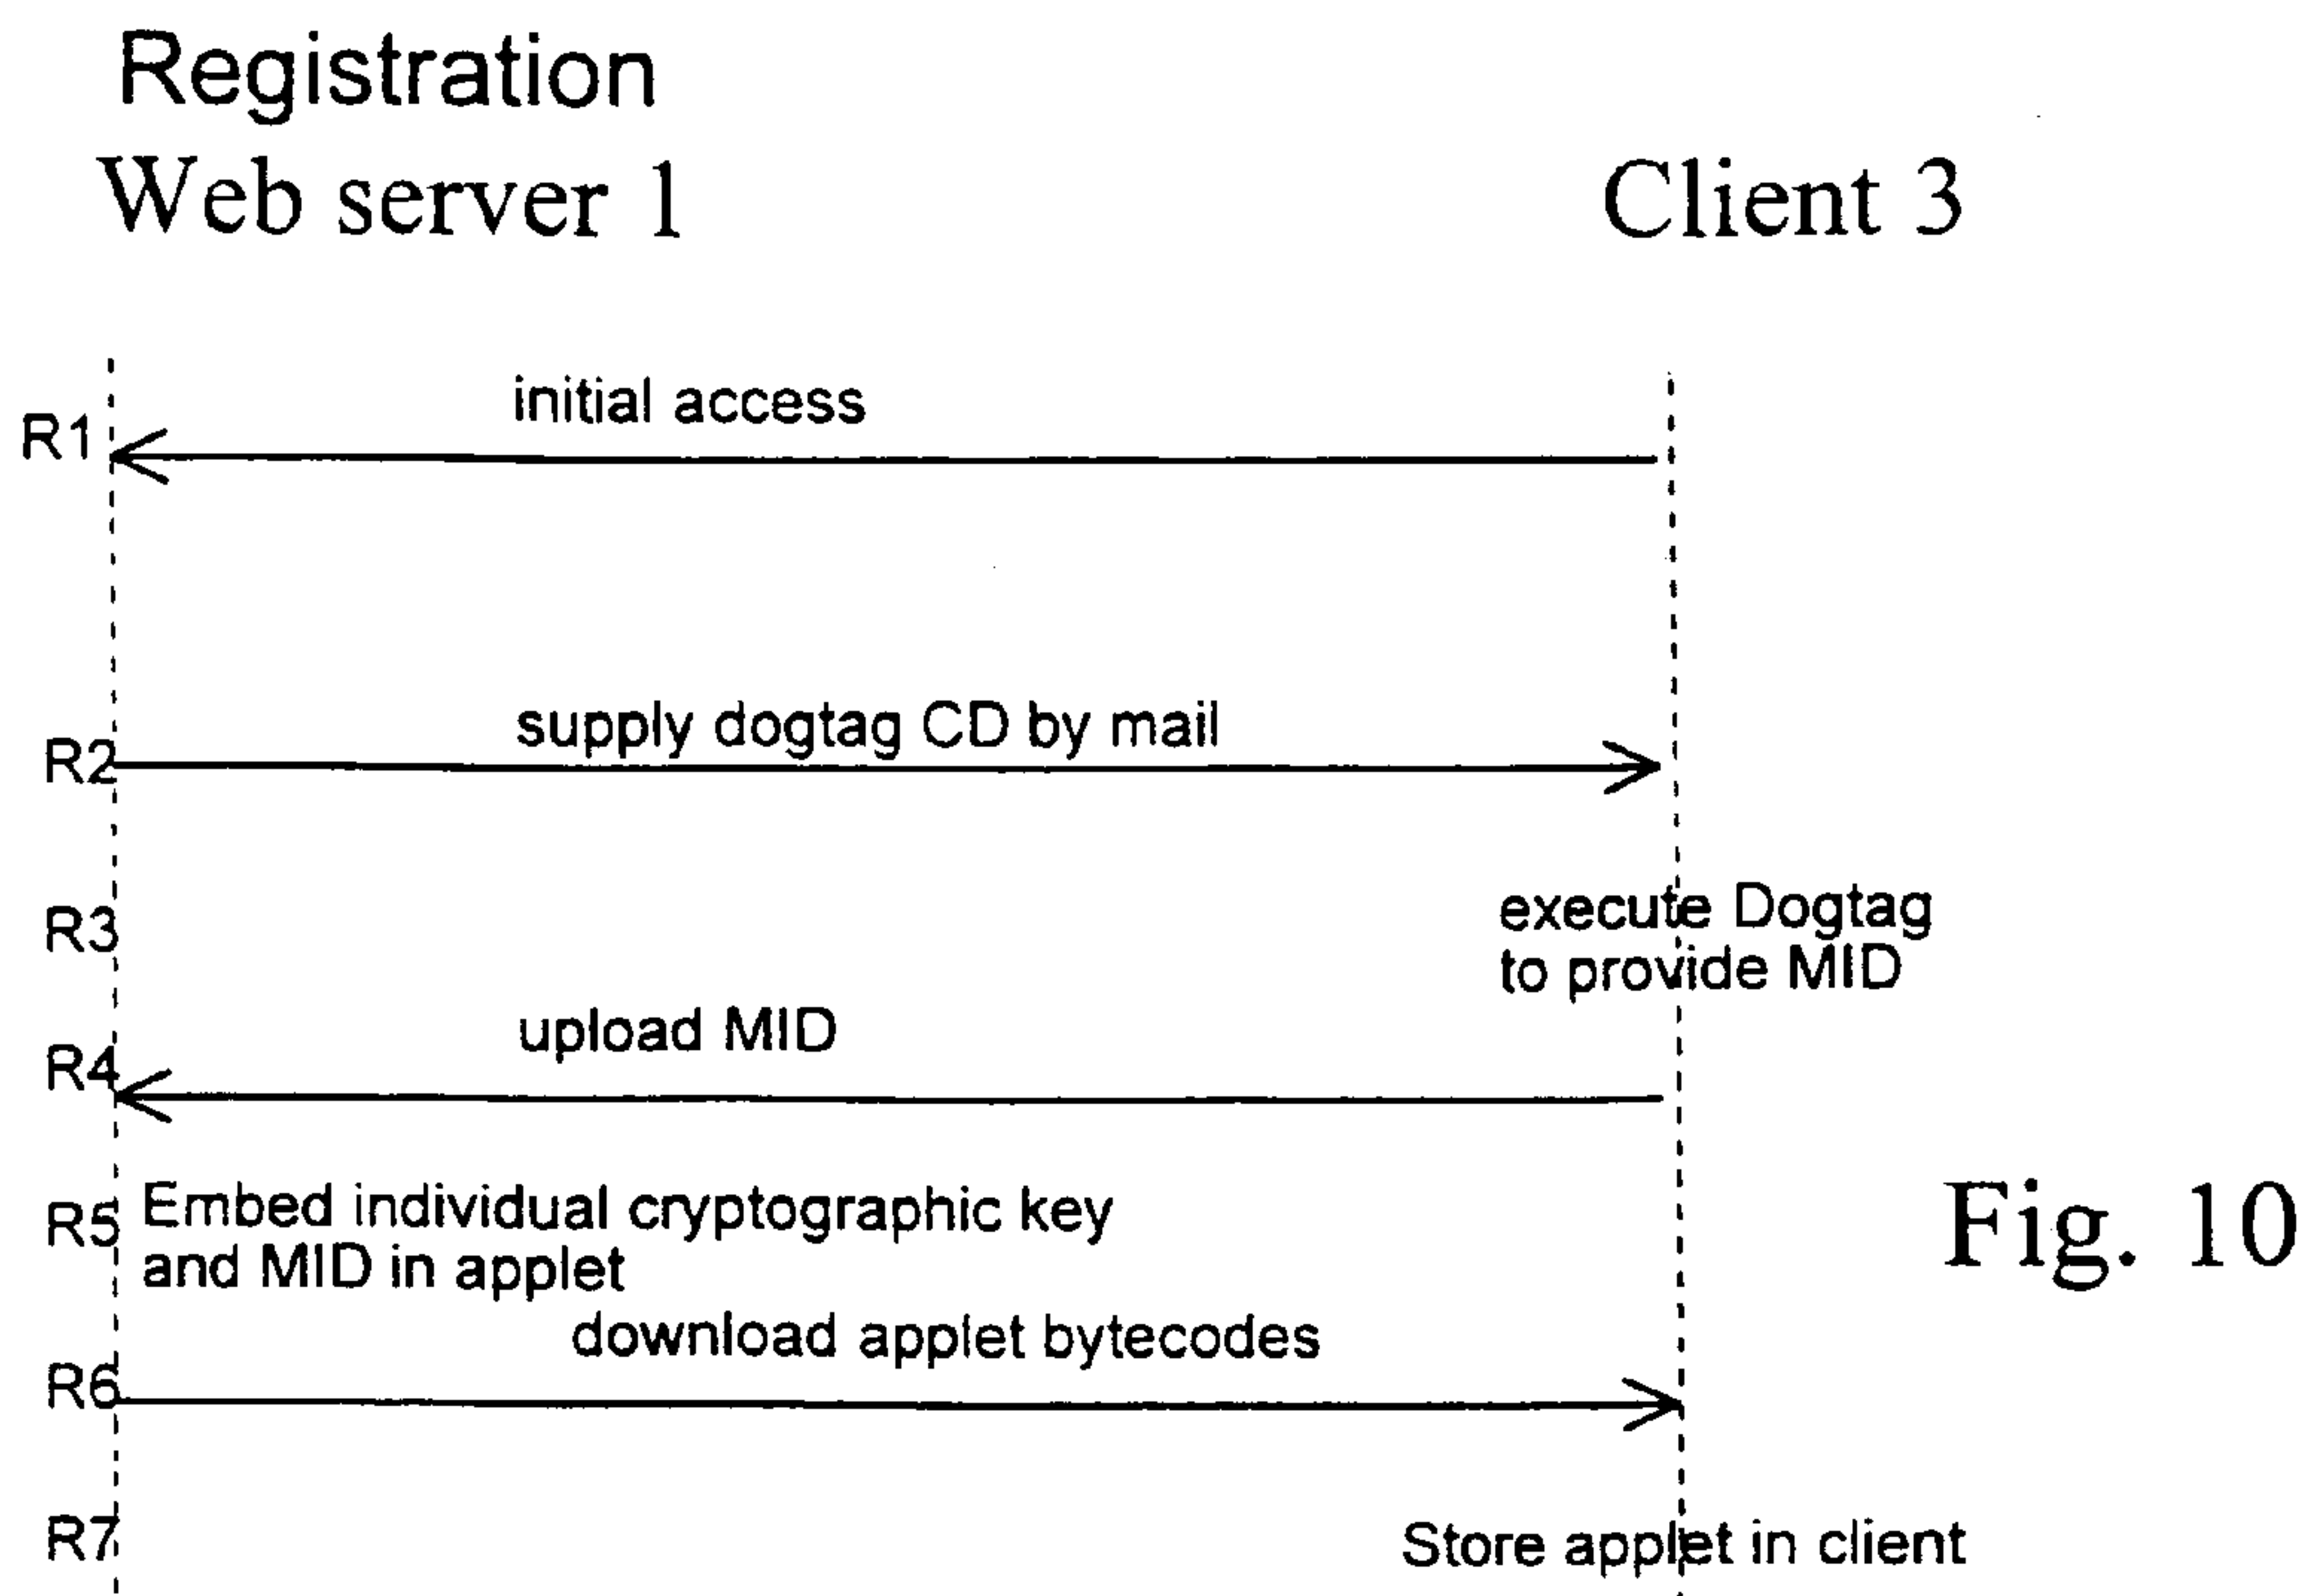 Registration
Web server 1
Client 3
R1
initial access
R2
supply dogtag CD by mail
R3
execute Dogtag
to provide MID
R4
upload MID
R5
Embed individual cryptographic key
and MID in applet
Fig. 10
R6
download applet bytecodes
R7
Store applet in client